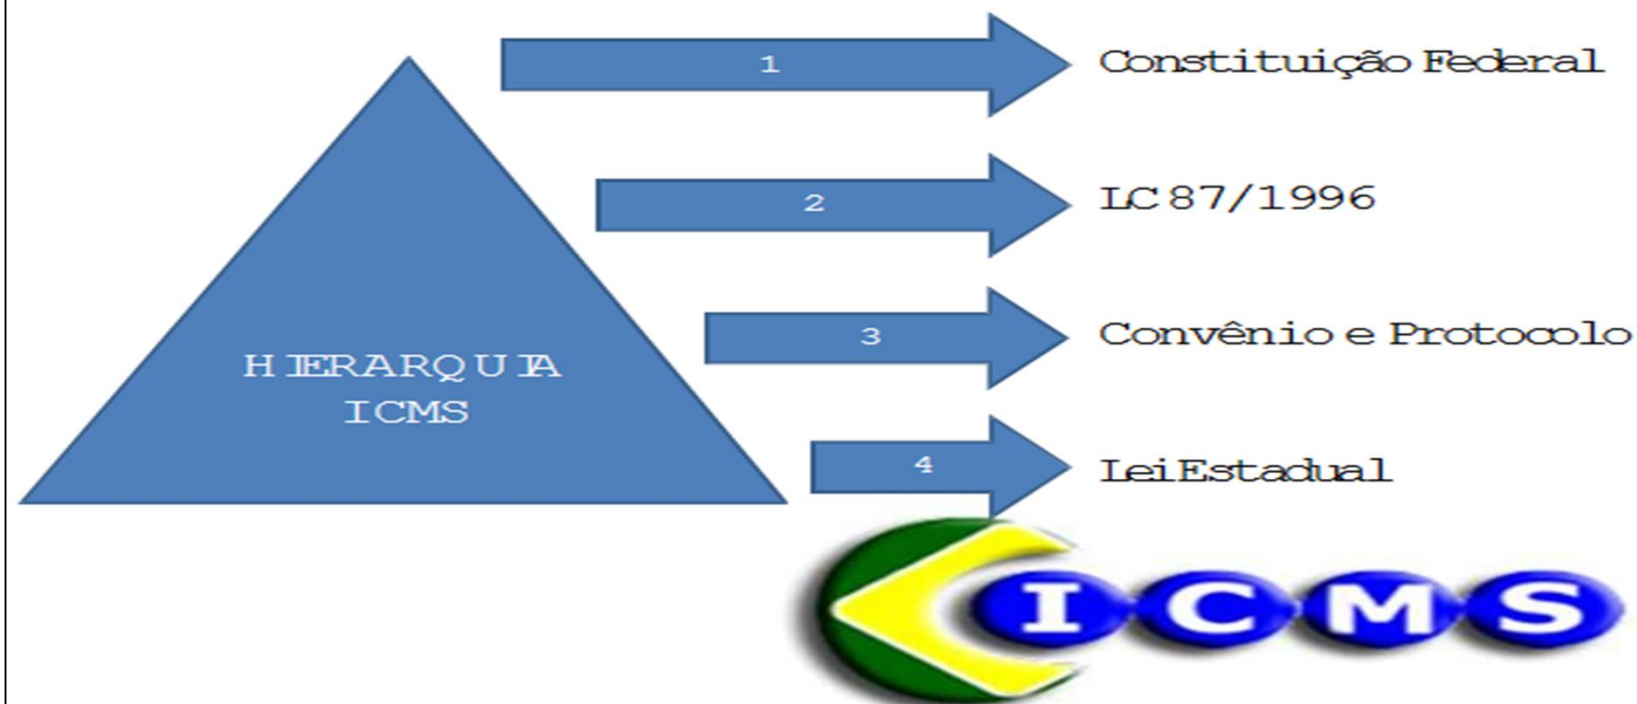 1
Constituição Federal
2
LC 87/1996
3
Convênio e Protocolo
HIERARQUIA
ICMS
4
Lei Estadual
ICMS